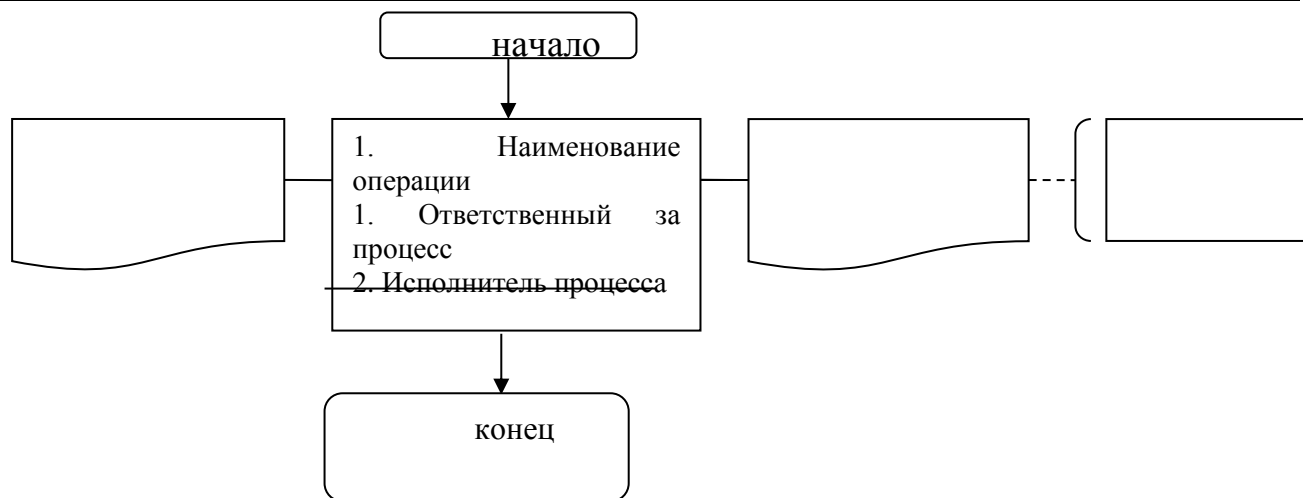 начало
1. Наименование
операции
1. Ответственный за
процесс
2. Исполнитель процесса
конец